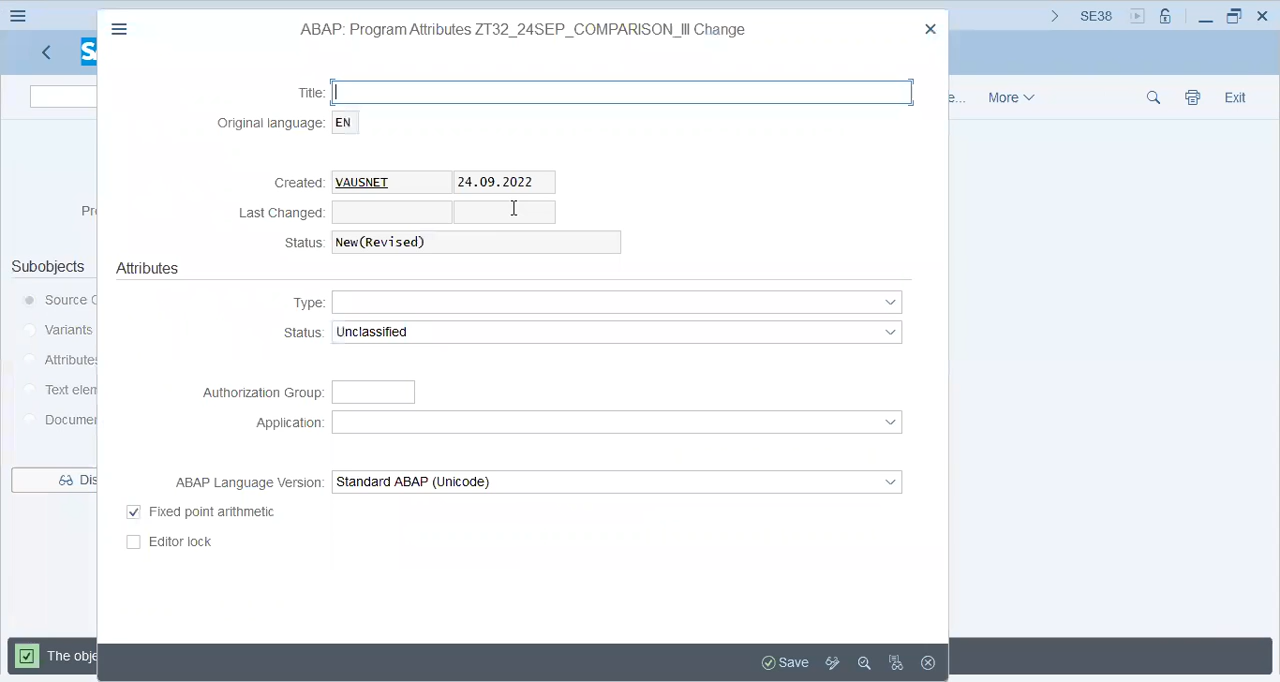 SE38
ABAP: Program Attributes ZT32_24SEP_COMPARISON_III Change
Title:
e... More Exit
Original language: EN
Created: VAUSNET 24.09.2022
Last Changed:
Status: New(Revised)
Subobjects
Attributes
Source
Type:
Variants
Status: Unclassified
Attributes
Text elem
Authorization Group:
Documen
Application:
Dis
ABAP Language Version: Standard ABAP (Unicode)
Fixed point arithmetic
Editor lock
The obje
Save